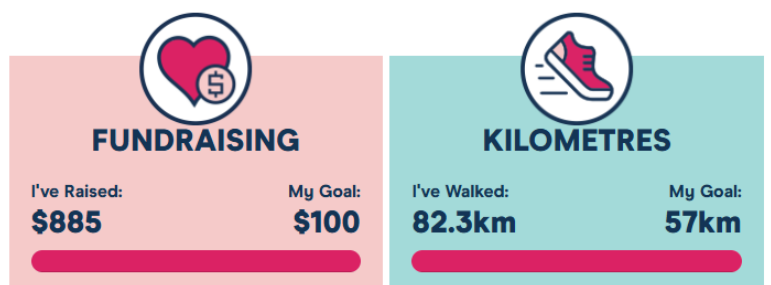 $
FUNDRAISING
I've Raised: My Goal:
$885 $100
KILOMETRES
I've Walked: My Goal:
82.3km 57km